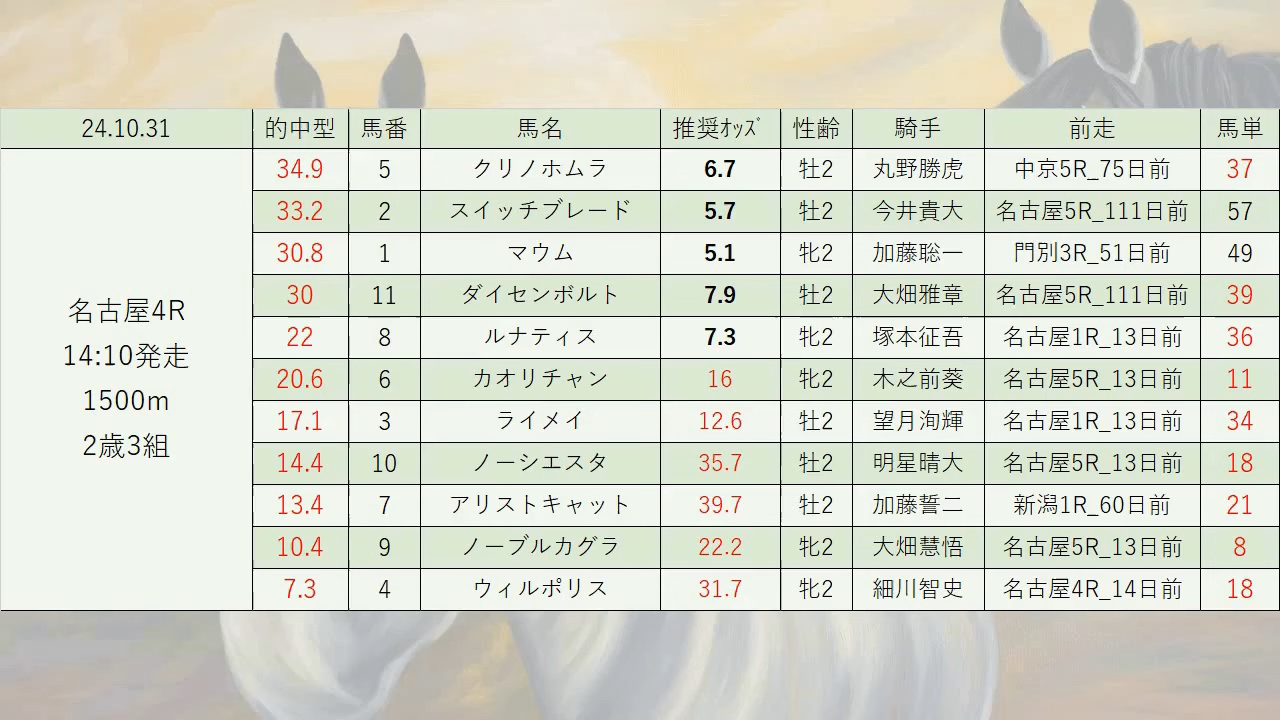 24.10.31 的中型 馬番 馬名 推奨ｵｯｽﾞ 性齢 騎手 前走 馬単
名古屋4R
14:10発走
1500m
2歳3組
34.9 5 クリノホムラ 6.7 牡2 丸野勝虎 中京5R_75日前 37
33.2 2 スイッチブレード 5.7 牡2 今井貴大 名古屋5R_111日前 57
30.8 1 マウム 5.1 牝2 加藤聡一 門別3R_51日前 49
30 11 ダイセンボルト 7.9 牡2 大畑雅章 名古屋5R_111日前 39
22 8 ルナティス 7.3 牝2 塚本征吾 名古屋1R_13日前 36
20.6 6 カオリチャン 16 牝2 木之前葵 名古屋5R_13日前 11
17.1 3 ライメイ 12.6 牡2 望月洵輝 名古屋1R_13日前 34
14.4 10 ノーシエスタ 35.7 牡2 明星晴大 名古屋5R_13日前 18
13.4 7 アリストキャット 39.7 牡2 加藤誓二 新潟1R_60日前 21
10.4 9 ノーブルカグラ 22.2 牝2 大畑慧悟 名古屋5R_13日前 8
7.3 4 ウィルポリス 31.7 牝2 細川智史 名古屋4R_14日前 18